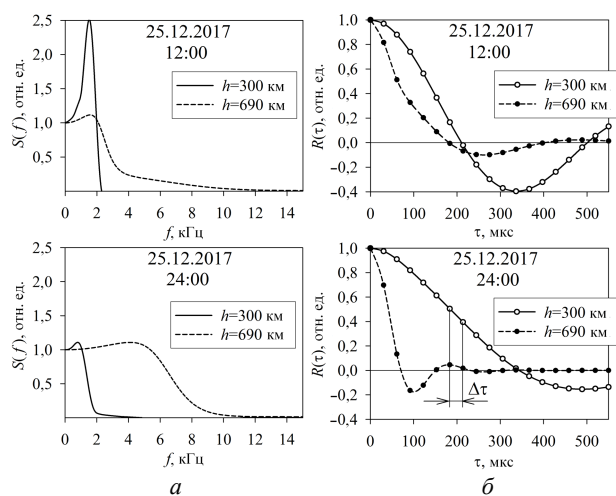 25.12.2017
12:00
h=300 км
h=690 км
S(f), отн. ед.
2,5
2,0
1,5
1,0
0,5
0 2 4 6 8 10 12 14
f, кГц
25.12.2017
12:00
h=300 км
h=690 км
R(τ), отн. ед.
1,0
0,8
0,6
0,4
0,2
0,0
-0,2
-0,4
0 100 200 300 400 500
τ, мкс
25.12.2017
24:00
h=300 км
h=690 км
S(f), отн. ед.
2,5
2,0
1,5
1,0
0,5
0 2 4 6 8 10 12 14
f, кГц
а
25.12.2017
24:00
h=300 км
h=690 км
Δτ
R(τ), отн. ед.
1,0
0,8
0,6
0,4
0,2
0,0
-0,2
-0,4
0 100 200 300 400 500
τ, мкс
б